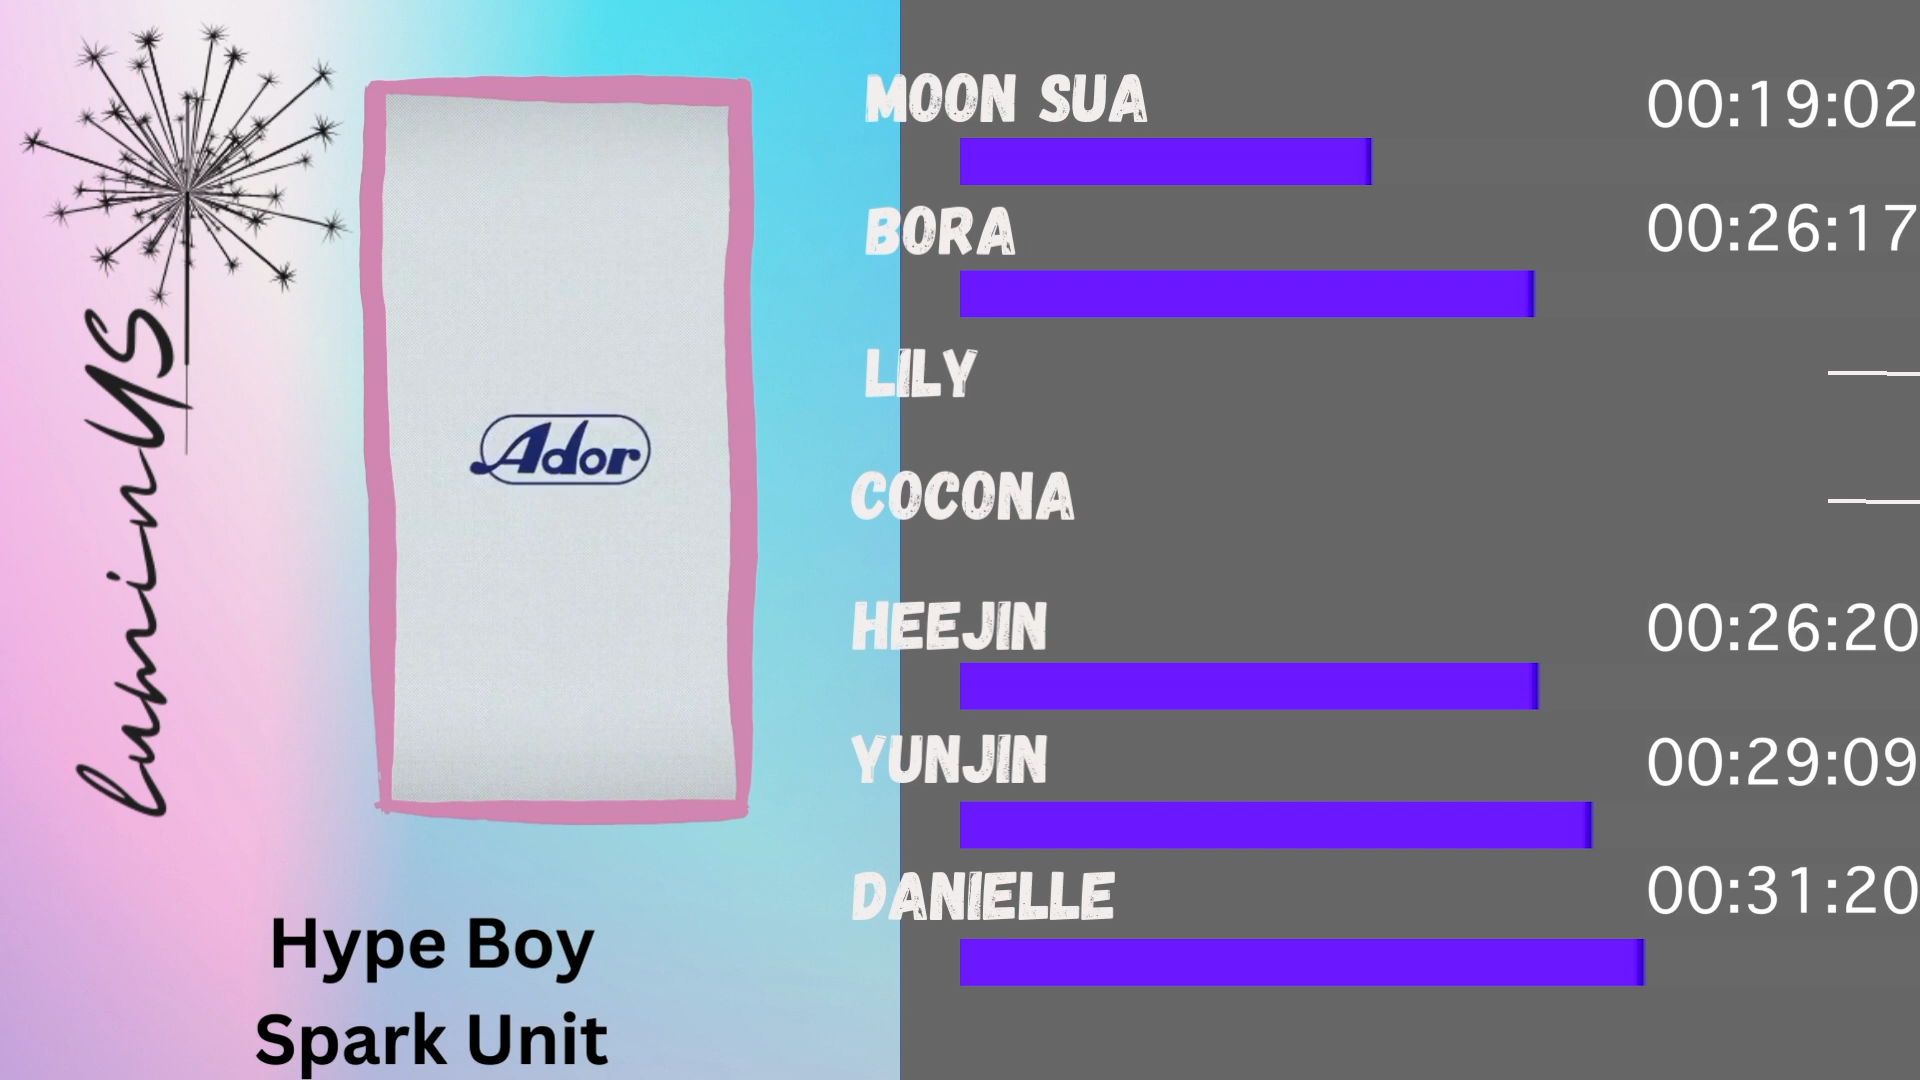 luminUS
Ador
Hype Boy
Spark Unit
MOON SUA
00:19:02
BORA
00:26:17
LILY
COCONA
HEEJIN
00:26:20
YUNJIN
00:29:09
DANIELLE
00:31:20